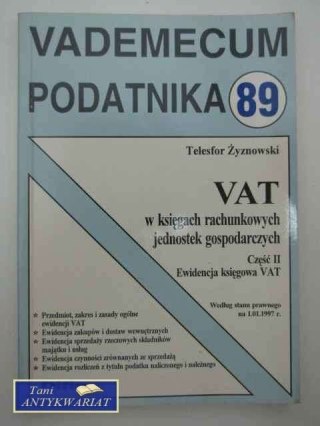 VADEMECUM
PODATNIKA 89
Telesfor Żyznowski
VAT
w księgach rachunkowych
jednostek gospodarczych
Część II
Ewidencja księgowa VAT
Według stanu prawnego
na 1.01.1997 r.
* Przedmiot, zakres i zasady ogólne
ewidencji VAT
* Ewidencja zakupów i dostaw wewnętrznych
* Ewidencja sprzedaży rzeczowych składników
majątku i usług
* Ewidencja czynności zrównanych ze sprzedażą
* Ewidencja rozliczeń z tytułu podatku naliczonego i należnego
Tani
ANTYKWARIAT